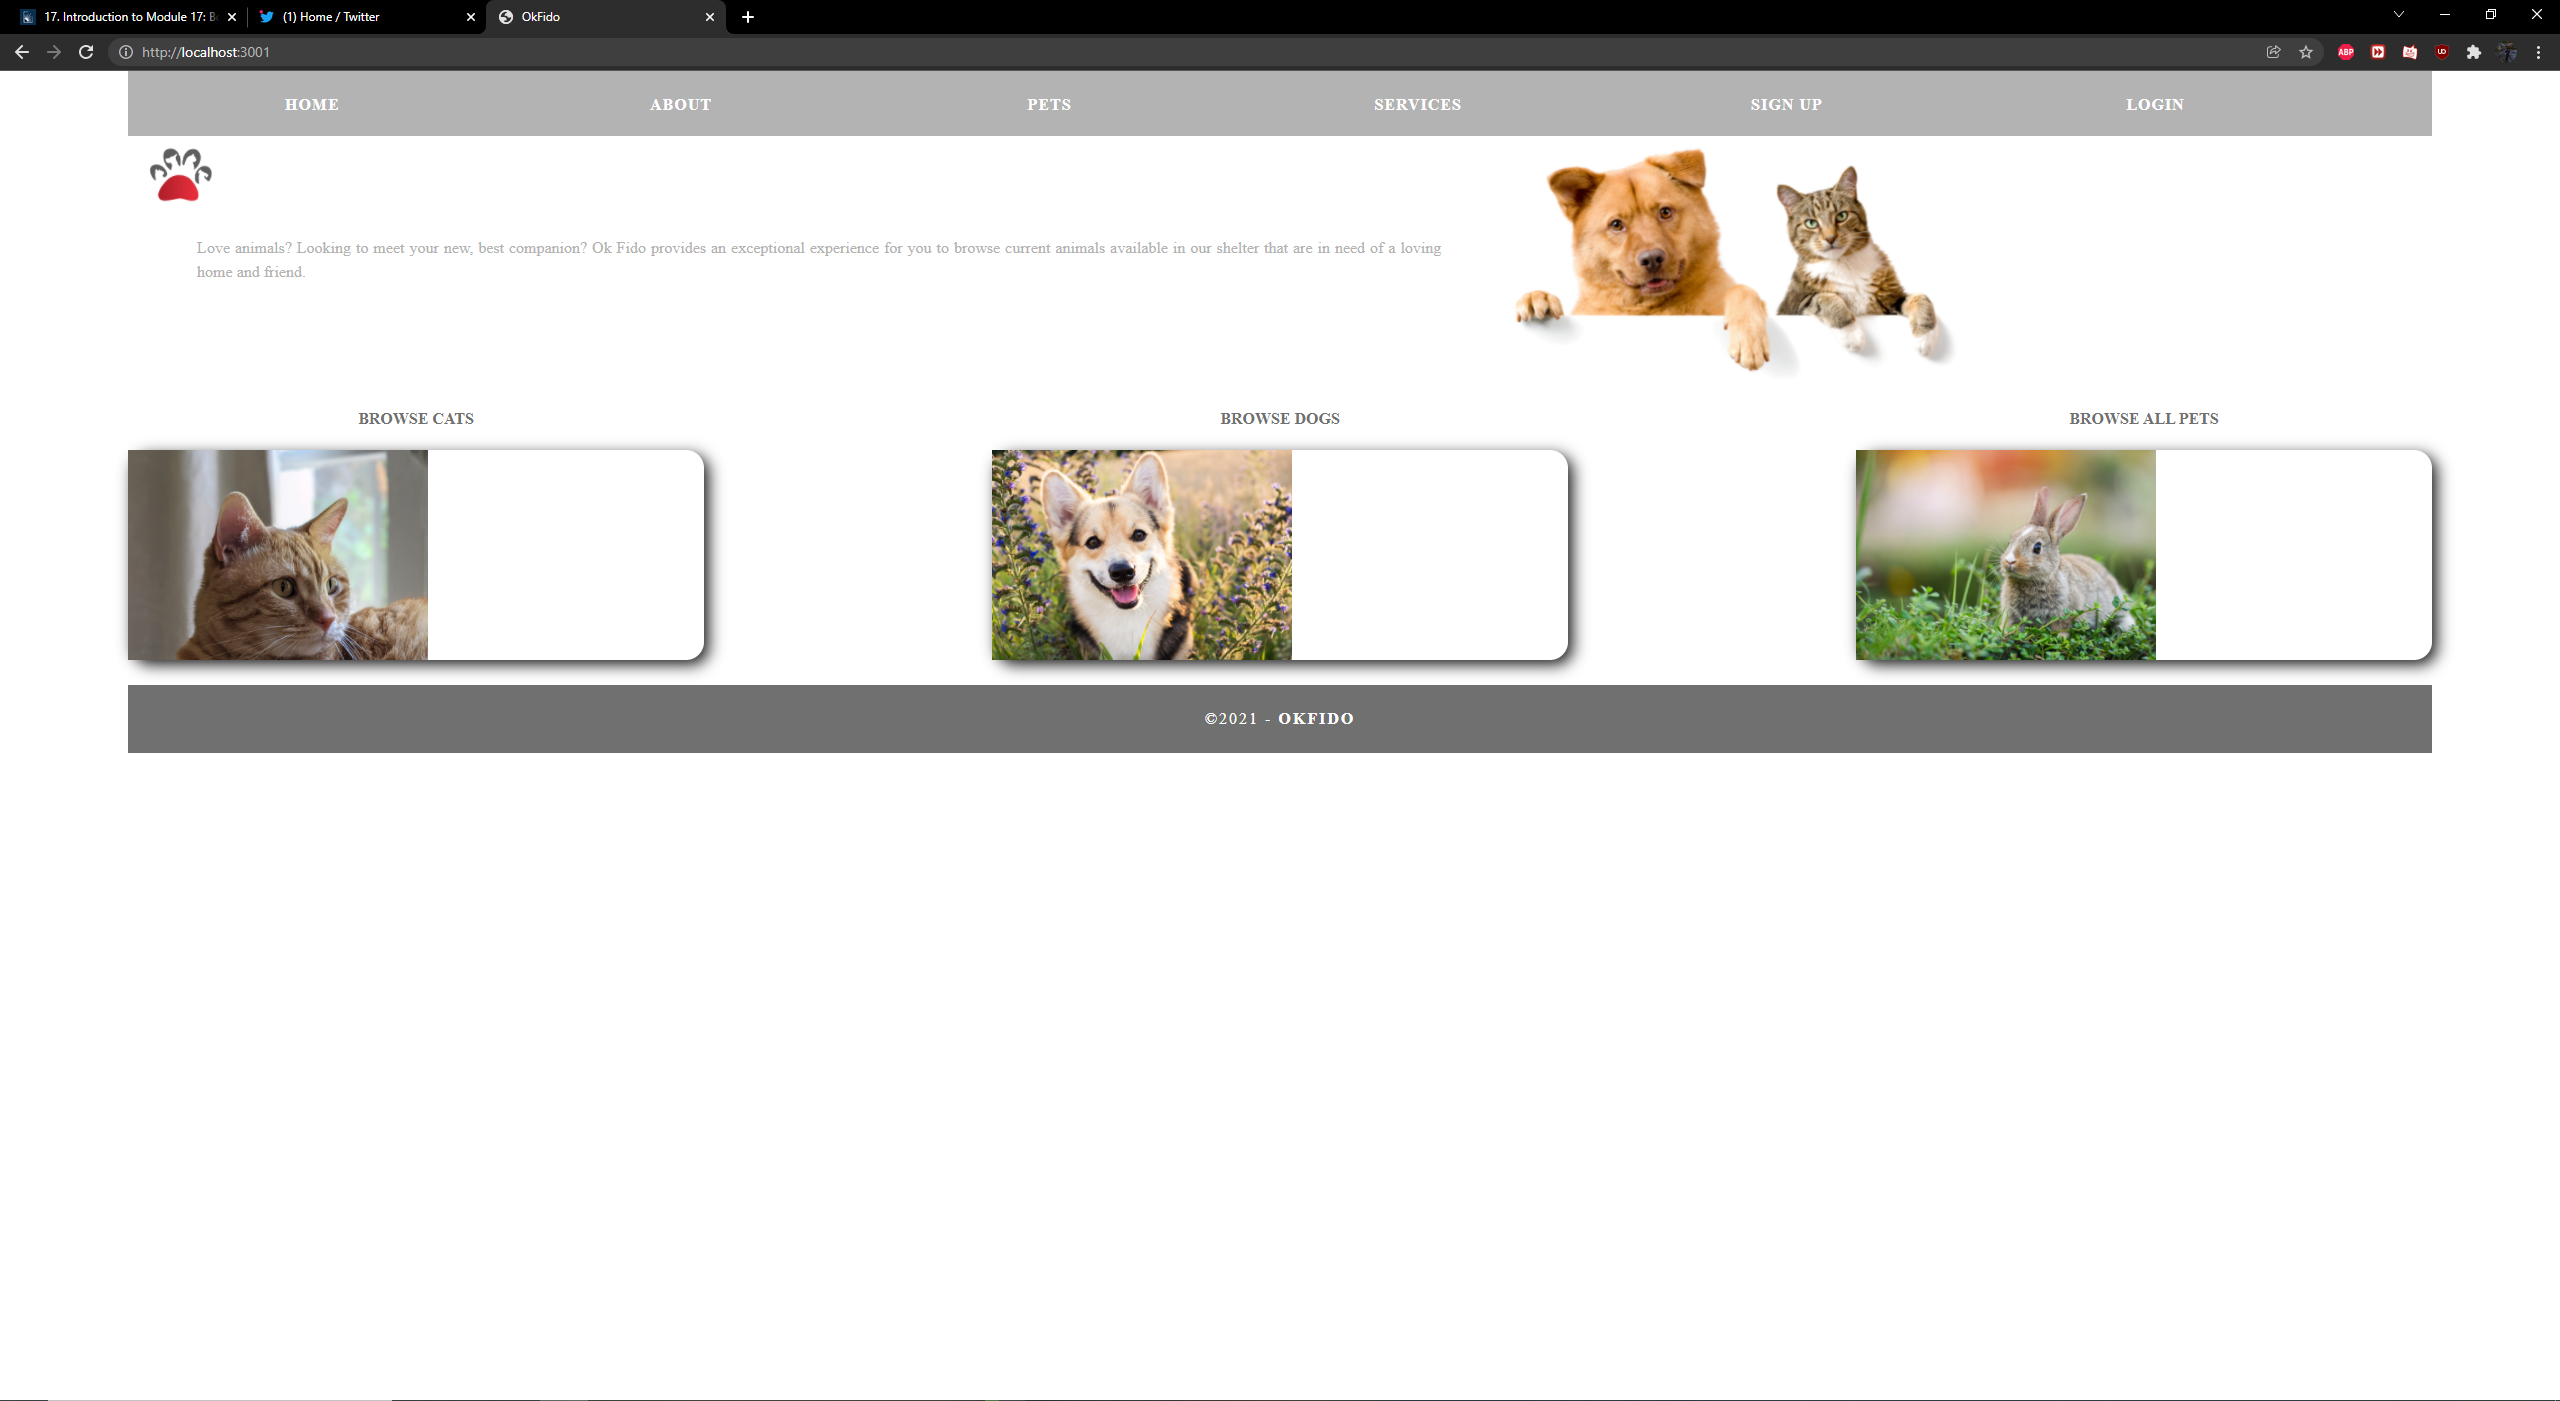 17. Introduction to Module 17: B
(1) Home / Twitter
OkFido
http://localhost:3001
ABP
UD
HOME ABOUT PETS SERVICES SIGN UP LOGIN
Love animals? Looking to meet your new, best companion? Ok Fido provides an exceptional experience for you to browse current animals available in our shelter that are in need of a loving
home and friend.
BROWSE CATS BROWSE DOGS BROWSE ALL PETS
©2021 - OKFIDO